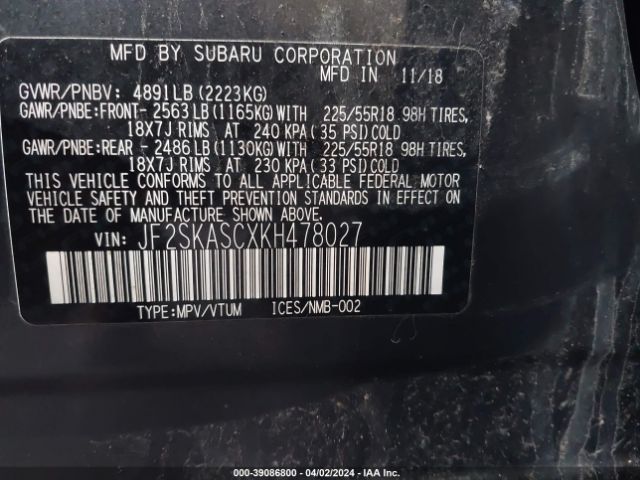 MFD BY SUBARU CORPORATION
MFD IN 11/18
GVWR/PNBV: 4891LB(2223KG)
GAWR/PNBE:FRONT- 2563LB(1165KG)WITH 225/55R18 98H TIRES,
18X7J RIMS AT 240 KPA(35 PSI)COLD
GAWR/PNBE:REAR - 2486LB(1130KG)WITH 225/55R18 98H TIRES,
18X7J RIMS AT 230 KPA(33 PSI)COLD
THIS VEHICLE CONFORMS TO ALL APPLICABLE FEDERAL MOTOR
VEHICLE SAFETY AND THEFT PREVENTION STANDARDS IN EFFECT ON
THE DATE OF MANUFACTURE SHOWN ABOVE.
VIN: JF2SKASCXKH478027
TYPE:MPV/VTUM ICES/NMB-002
000-39086800 - 04/02/2024 - IAA Inc.